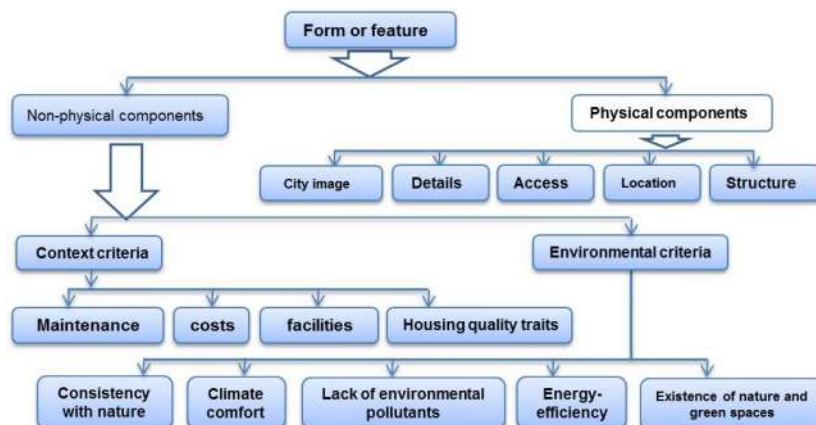 Form or feature
Non-physical components
Physical components
City image
Details
Access
Location
Structure
Context criteria
Environmental criteria
Maintenance
costs
facilities
Housing quality traits
Consistency
with nature
Climate
comfort
Lack of environmental
pollutants
Energy-
efficiency
Existence of nature and
green spaces